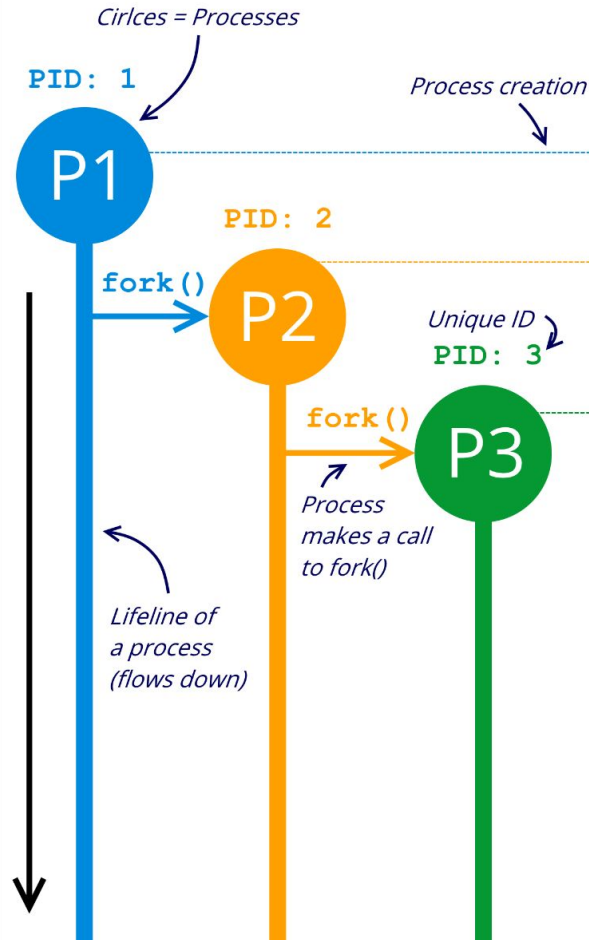 Cirlces = Processes
PID: 1
Process creation
P1
PID: 2
fork()
P2
Unique ID
PID: 3
fork()
P3
Process
makes a call
to fork()
Lifeline of
a process
(flows down)